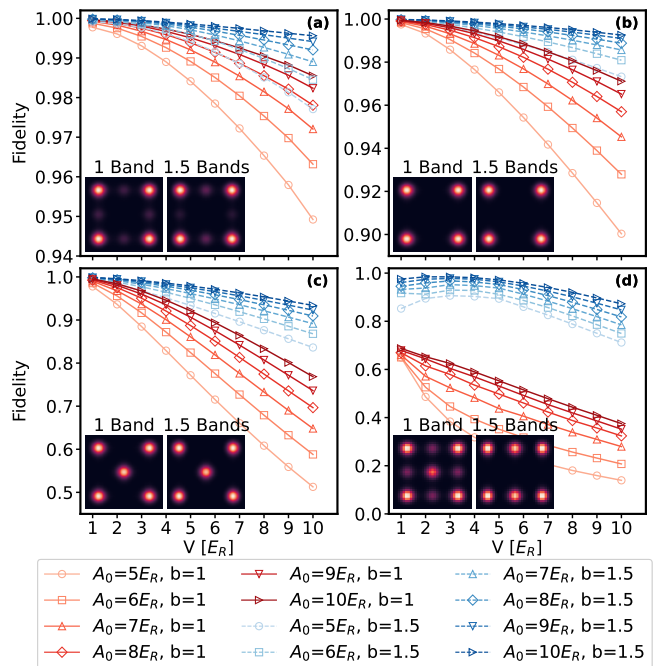 (a)
1.00
0.99
0.98
0.97
0.96
0.95
0.94
Fidelity
1 Band 1.5 Bands
(b)
1.00
0.98
0.96
0.94
0.92
0.90
1 Band 1.5 Bands
(c)
1.0
0.9
0.8
0.7
0.6
0.5
Fidelity
1 Band 1.5 Bands
1 2 3 4 5 6 7 8 9 10
V [E_R]
(d)
1.0
0.8
0.6
0.4
0.2
0.0
1 Band 1.5 Bands
1 2 3 4 5 6 7 8 9 10
V [E_R]
A_0=5E_R, b=1
A_0=6E_R, b=1
A_0=7E_R, b=1
A_0=8E_R, b=1
A_0=9E_R, b=1
A_0=10E_R, b=1
A_0=5E_R, b=1.5
A_0=6E_R, b=1.5
A_0=7E_R, b=1.5
A_0=8E_R, b=1.5
A_0=9E_R, b=1.5
A_0=10E_R, b=1.5